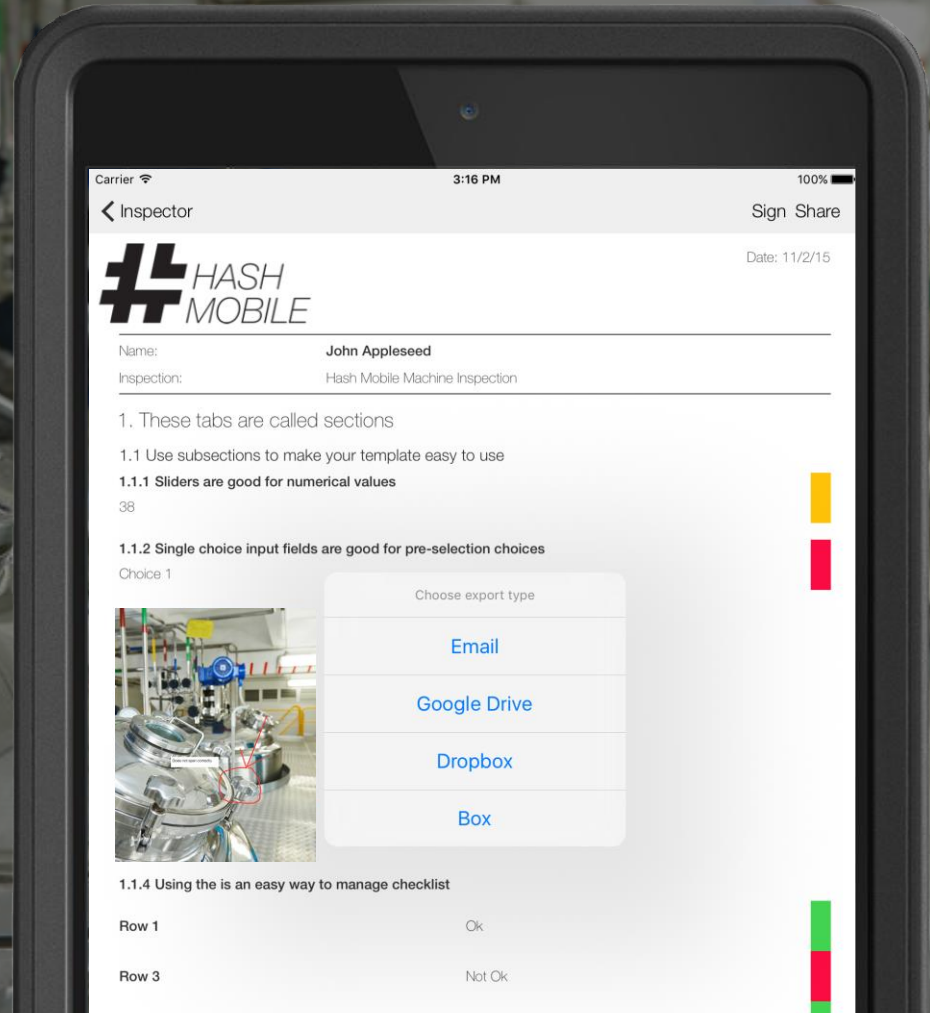 Carrier
3:16 PM
100%
Inspector
Sign Share
HASH
MOBILE
Date: 11/2/15
Name: John Appleseed
Inspection: Hash Mobile Machine Inspection
1. These tabs are called sections
1.1 Use subsections to make your template easy to use
1.1.1 Sliders are good for numerical values
38
1.1.2 Single choice input fields are good for pre-selection choices
Choice 1
Choose export type
Email
Google Drive
Dropbox
Box
1.1.4 Using the is an easy way to manage checklist
Row 1 Ok
Row 3 Not Ok